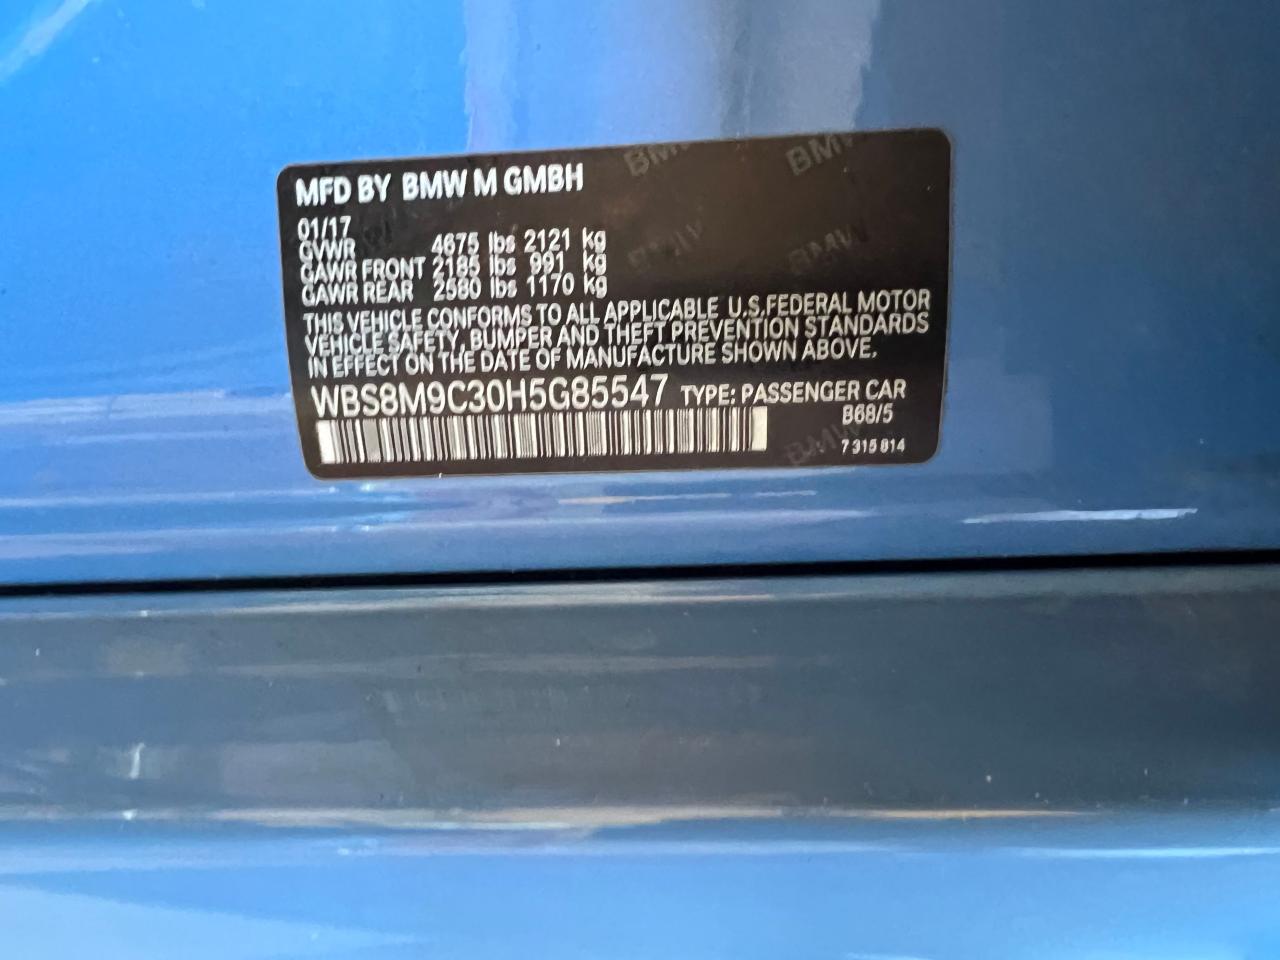 MFD BY BMW M GMBH
01/17
GVWR 4675 lbs 2121 kg
GAWR FRONT 2185 lbs 991 kg
GAWR REAR 2580 lbs 1170 kg
THIS VEHICLE CONFORMS TO ALL APPLICABLE U.S.FEDERAL MOTOR
VEHICLE SAFETY, BUMPER AND THEFT PREVENTION STANDARDS
IN EFFECT ON THE DATE OF MANUFACTURE SHOWN ABOVE.
WBS8M9C30H5G85547 TYPE: PASSENGER CAR
B68/5
7 315 814